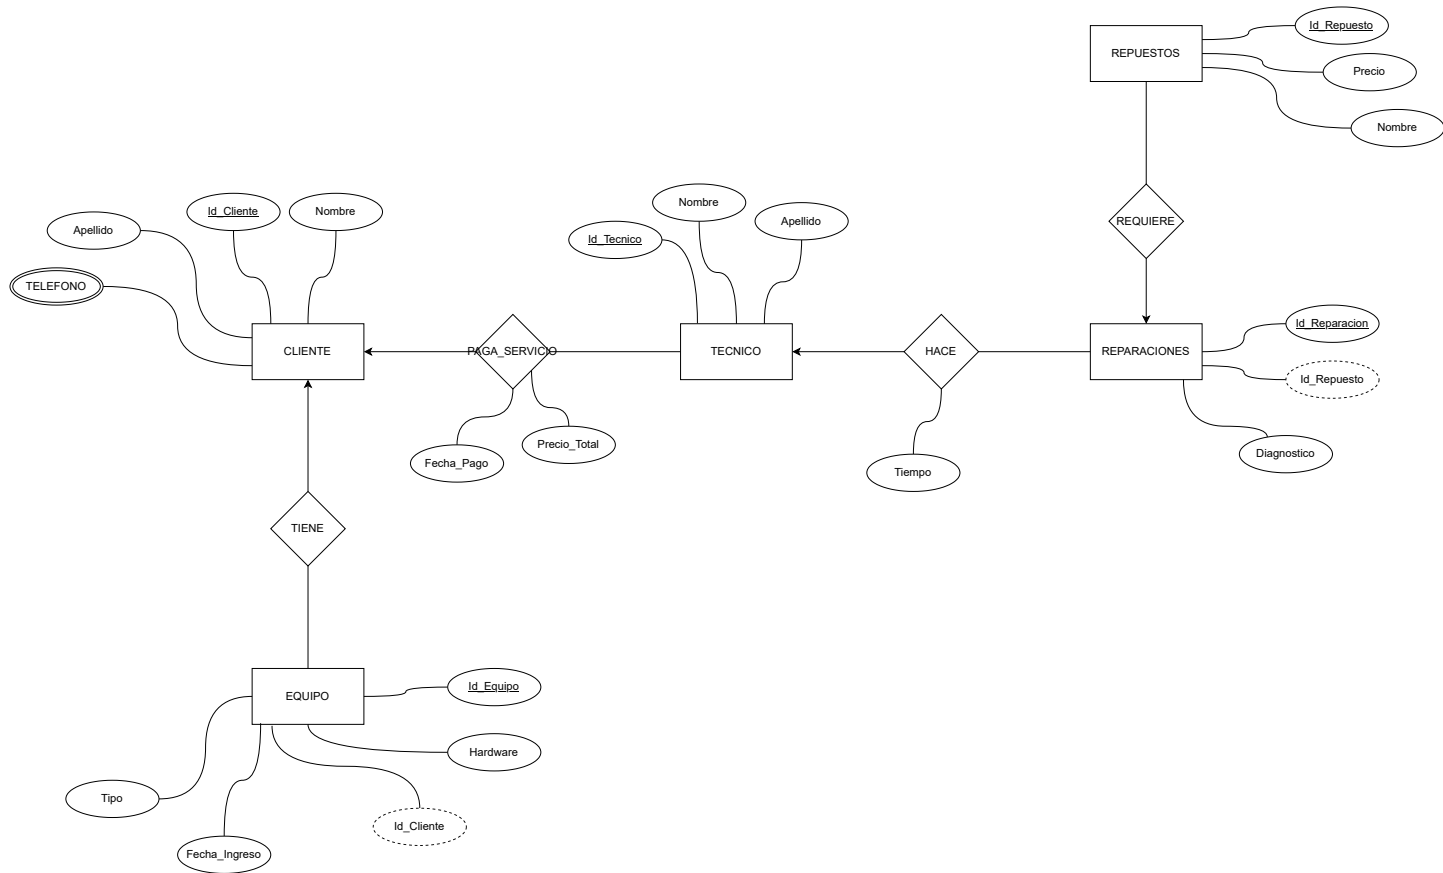 Id_Repuesto
REPUESTOS
Precio
Nombre
Id_Cliente
Nombre
Nombre
Apellido
Apellido
REQUIERE
Id_Tecnico
TELEFONO
Id_Reparacion
CLIENTE
PAGA_SERVICIO
TECNICO
HACE
REPARACIONES
Id_Repuesto
Precio_Total
Diagnostico
Fecha_Pago
Tiempo
TIENE
Id_Equipo
EQUIPO
Hardware
Tipo
Id_Cliente
Fecha_Ingreso